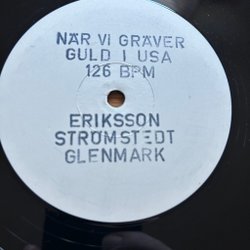 NÄR VI GRÄVER
GULD I USA
126 BPM
ERIKSSON
STRÖMSTEDT
GLENMARK